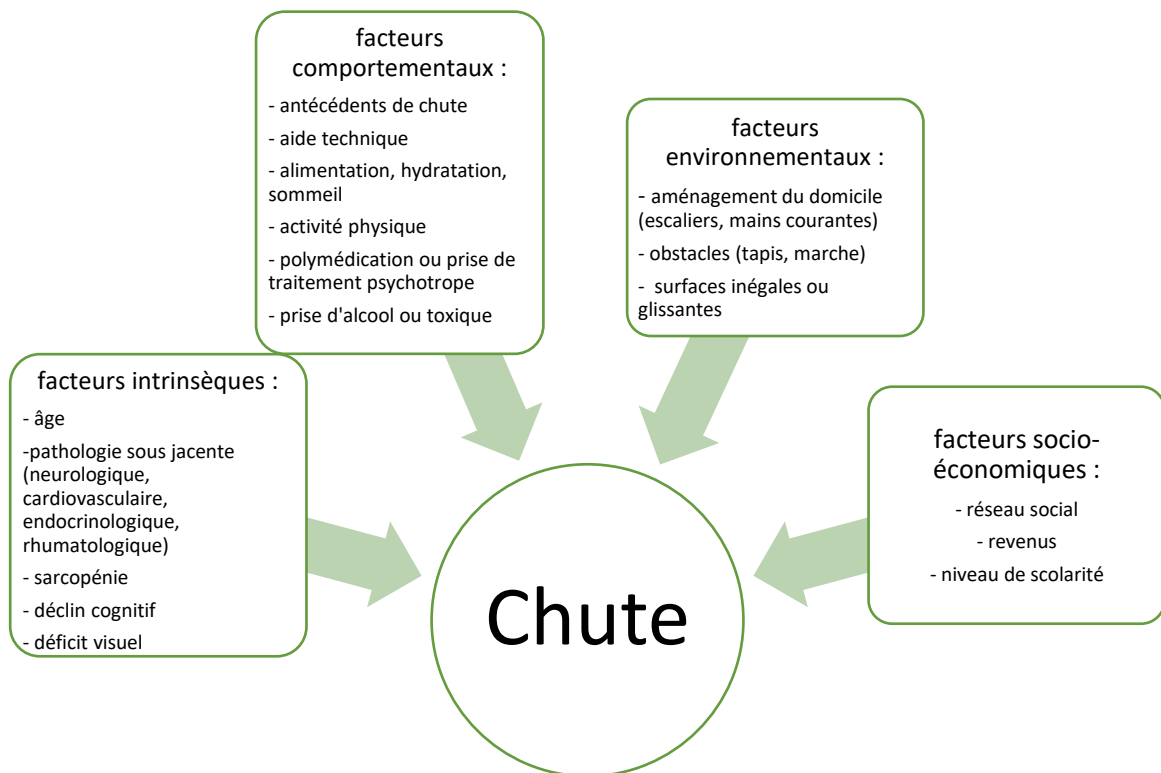 facteurs
comportementaux :
- antécédents de chute
- aide technique
- alimentation, hydratation,
sommeil
- activité physique
- polymédication ou prise de
traitement psychotrope
- prise d'alcool ou toxique
facteurs
environnementaux :
- aménagement du domicile
(escaliers, mains courantes)
- obstacles (tapis, marche)
- surfaces inégales ou
glissantes
facteurs intrinsèques :
- âge
-pathologie sous jacente
(neurologique,
cardiovasculaire,
endocrinologique,
rhumatologique)
- sarcopénie
- déclin cognitif
- déficit visuel
facteurs socio-
économiques :
- réseau social
- revenus
- niveau de scolarité
Chute